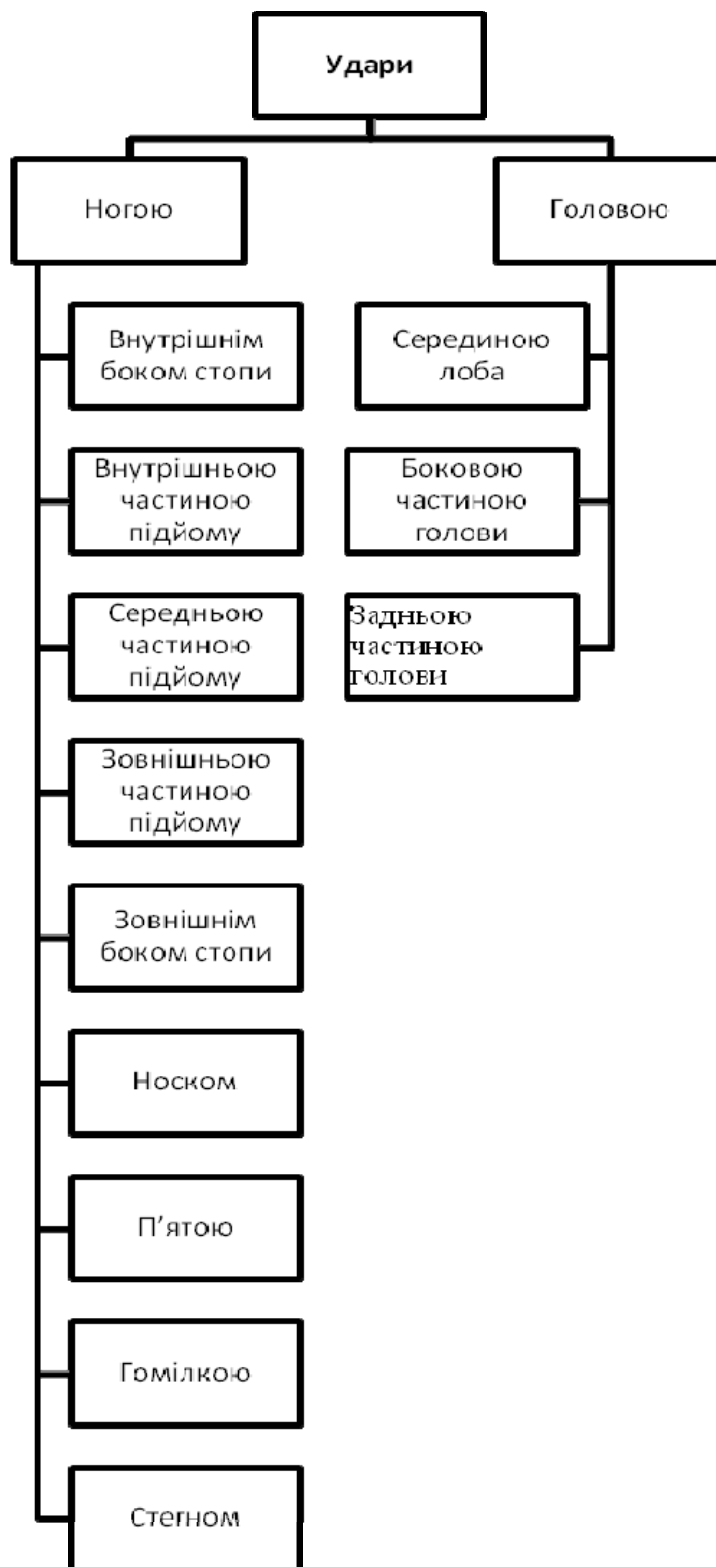 Удари
Ногою
Головою
Внутрішнім
боком стопи
Внутрішньою
частиною
підйому
Середньою
частиною
підйому
Зовнішньою
частиною
підйому
Зовнішнім
боком стопи
Носком
П’ятою
Гомілкою
Стегном
Серединою
лоба
Боковою
частиною
голови
Задньою
частиною
голови